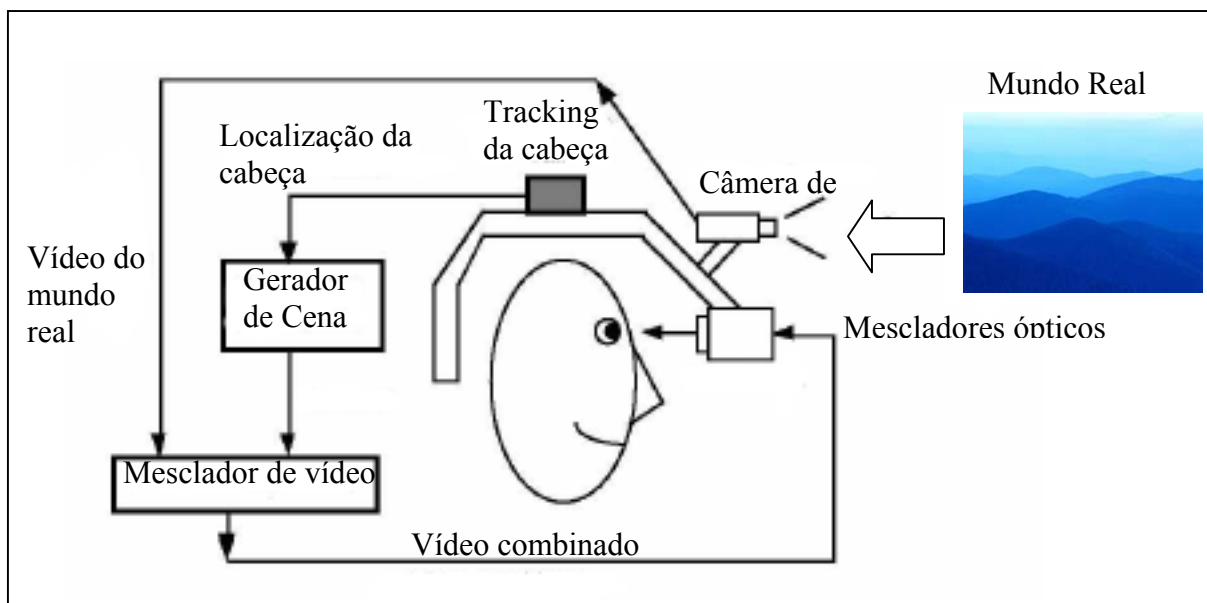 Mundo Real
Tracking
da cabeça
Localização da
cabeça
Câmera de
Vídeo do
mundo
real
Gerador
de Cena
Mescladores ópticos
Mesclador de vídeo
Vídeo combinado